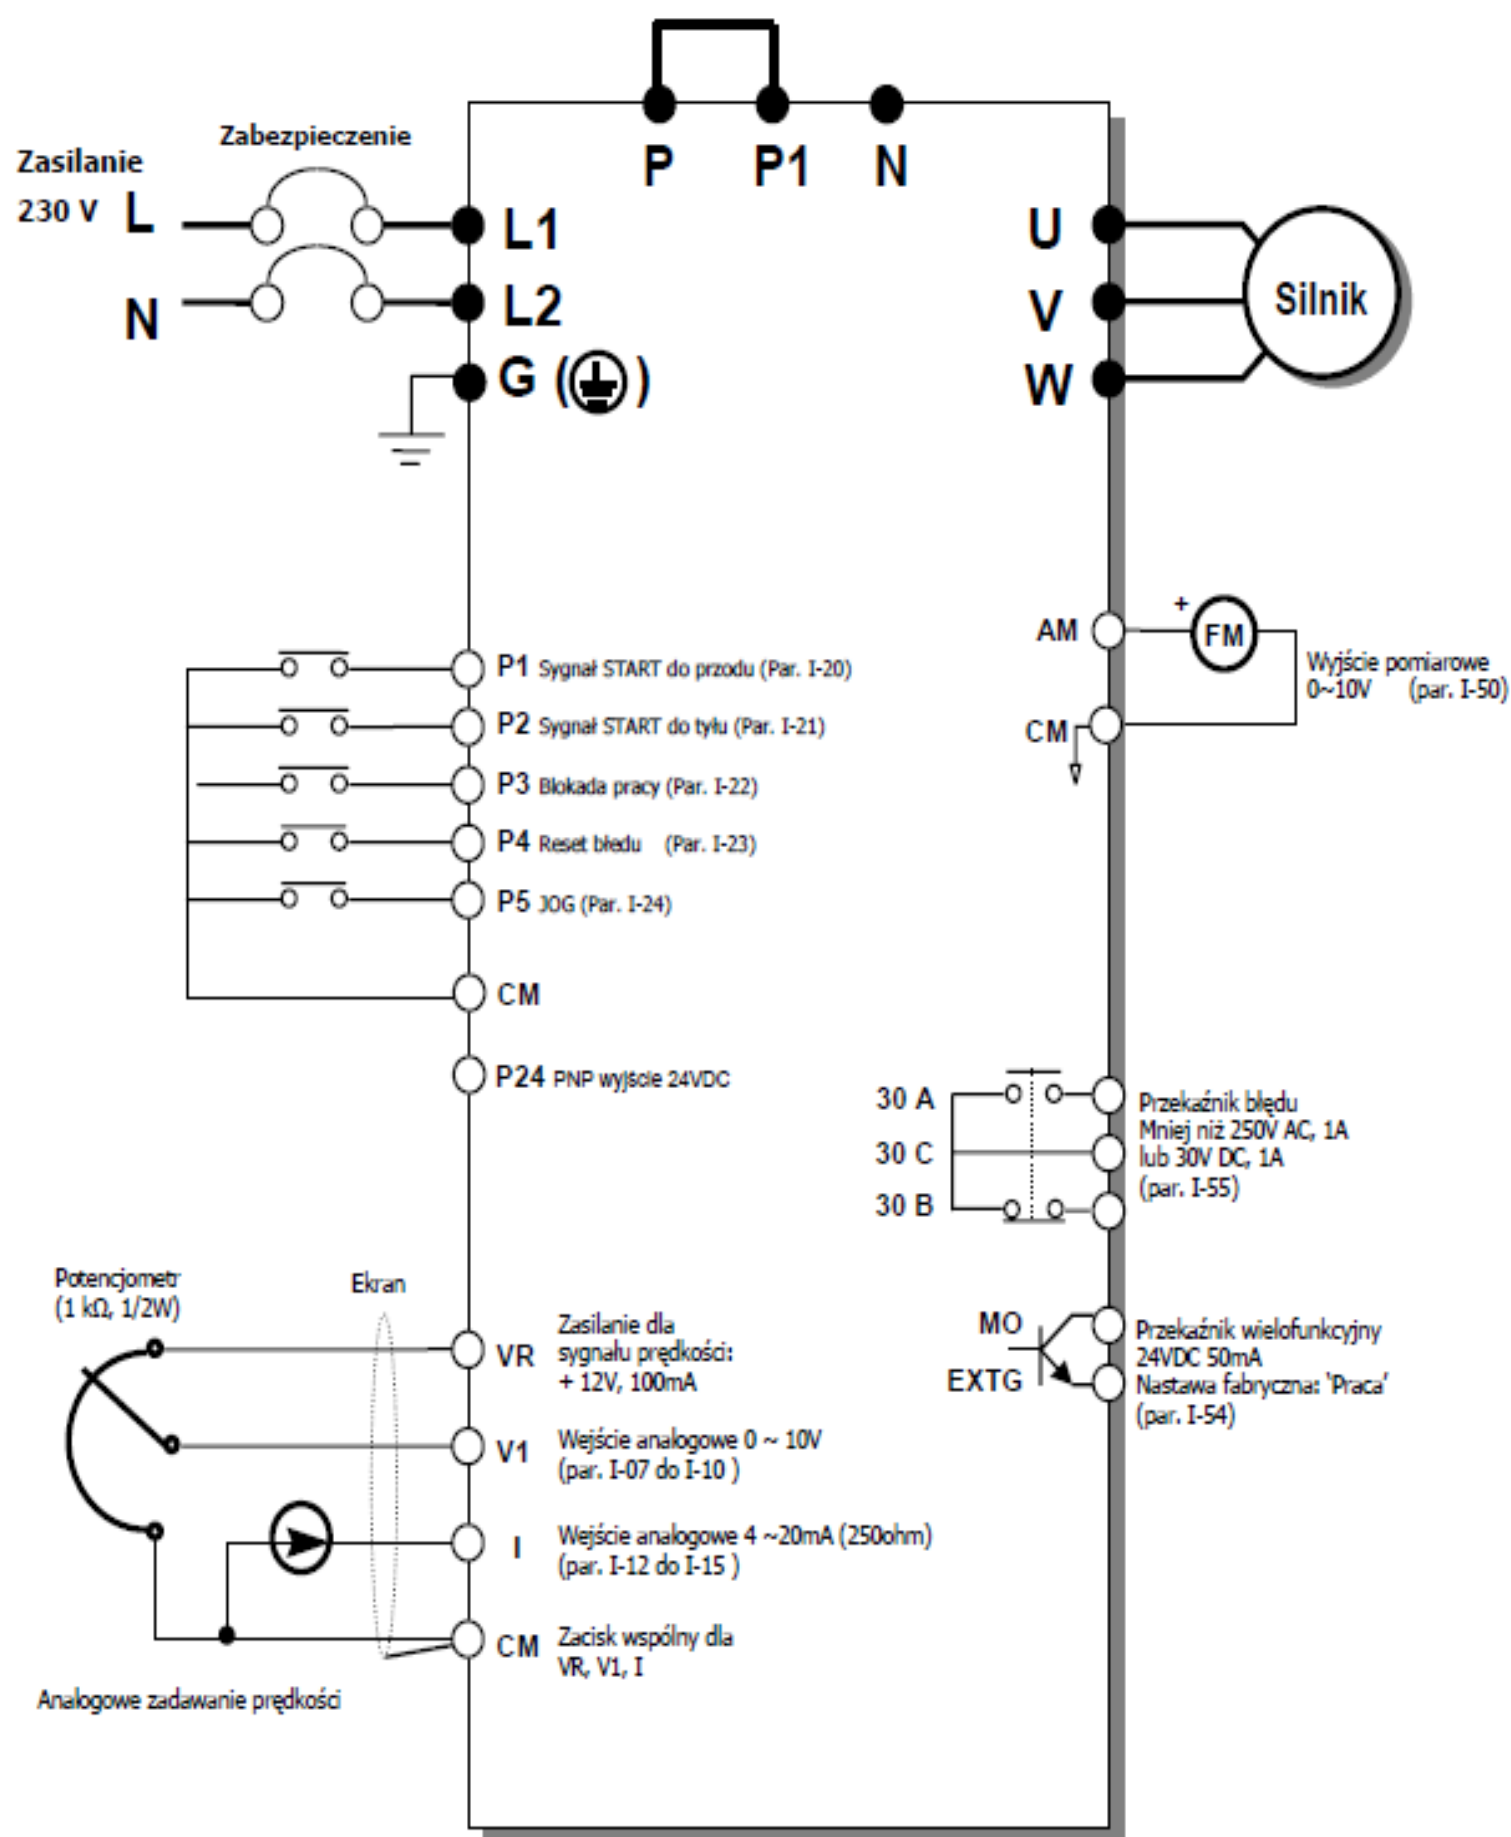 P P1 N
Zabezpieczenie
Zasilanie
230 V L
N
L1
L2
G ( )
U
V
W
Silnik
P1 Sygnał START do przodu (Par. I-20)
P2 Sygnał START do tyłu (Par. I-21)
P3 Blokada pracy (Par. I-22)
P4 Reset błedu (Par. I-23)
P5 JOG (Par. I-24)
CM
P24 PNP wyjście 24VDC
AM
+
FM
CM
Wyjście pomiarowe
0~10V (par. I-50)
30 A
30 C
30 B
Przekaźnik błędu
Mniej niż 250V AC, 1A
lub 30V DC, 1A
(par. I-55)
MO
EXTG
Przekaźnik wielofunkcyjny
24VDC 50mA
Nastawa fabryczna: ‘Praca’
(par. I-54)
Potencjometr
(1 kΩ, 1/2W)
Ekran
VR
Zasilanie dla
sygnału prędkości:
+ 12V, 100mA
V1
Wejście analogowe 0 ~ 10V
(par. I-07 do I-10 )
I
Wejście analogowe 4 ~20mA (250ohm)
(par. I-12 do I-15 )
CM
Zacisk wspólny dla
VR, V1, I
Analogowe zadawanie prędkości